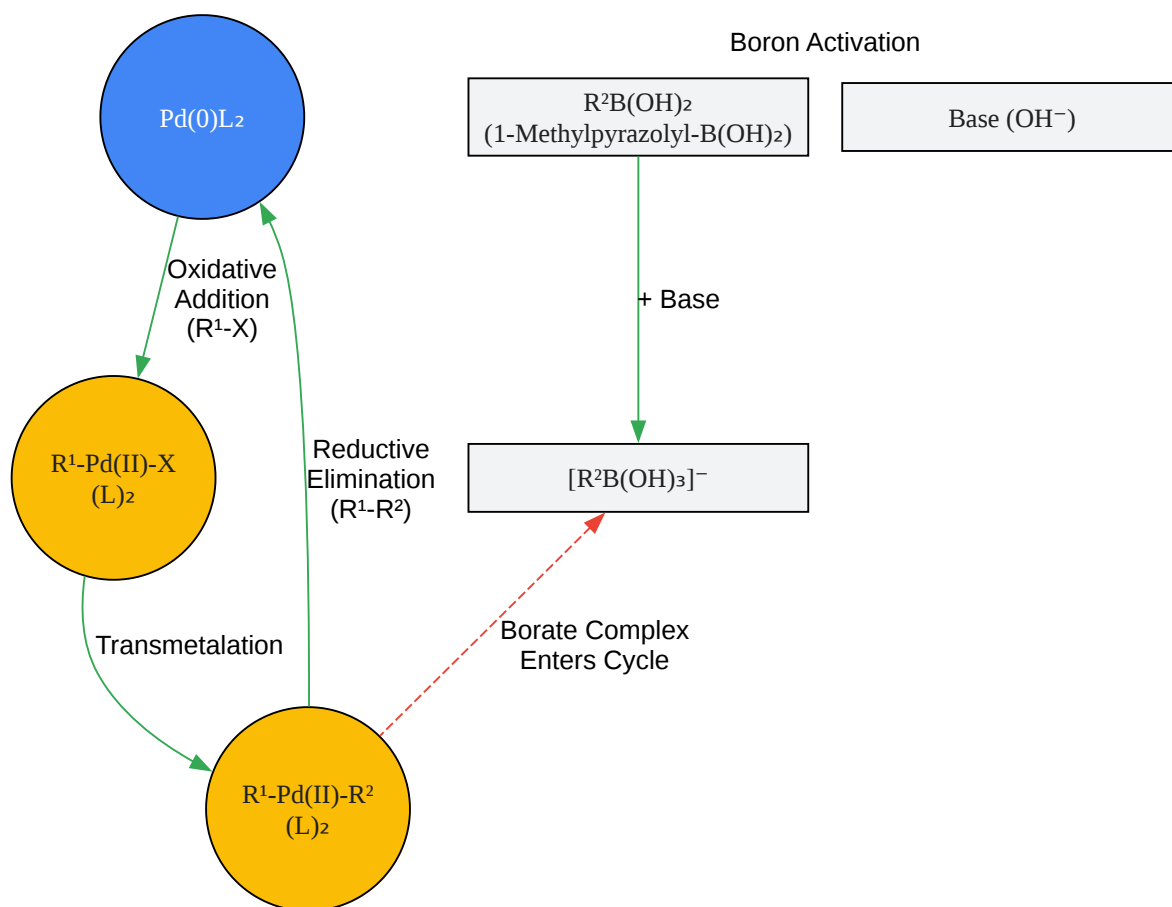 Boron Activation
Pd(0)L₂
R²B(OH)₂
(1-Methylpyrazolyl-B(OH)₂)
Base (OH⁻)
Oxidative
Addition
(R¹-X)
+ Base
R¹-Pd(II)-X
(L)₂
Reductive
Elimination
(R¹-R²)
[R²B(OH)₃]⁻
Transmetalation
Borate Complex
Enters Cycle
R¹-Pd(II)-R²
(L)₂